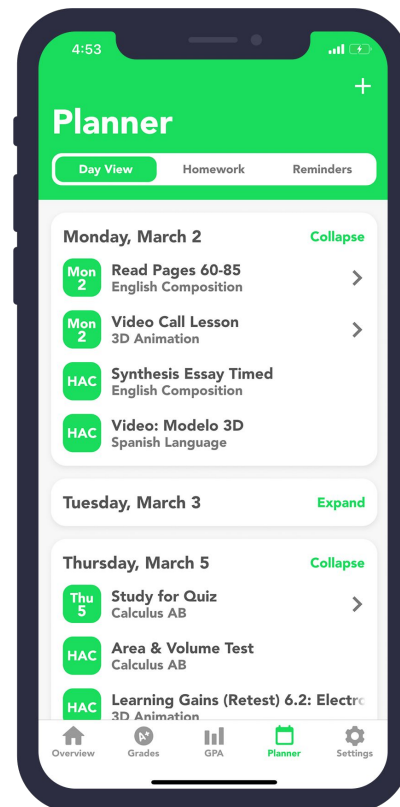 4:53
+
Planner
Day View Homework Reminders
Monday, March 2 Collapse
Mon 2 Read Pages 60-85
English Composition
Mon 2 Video Call Lesson
3D Animation
HAC Synthesis Essay Timed
English Composition
HAC Video: Modelo 3D
Spanish Language
Tuesday, March 3 Expand
Thursday, March 5 Collapse
Thu 5 Study for Quiz
Calculus AB
HAC Area & Volume Test
Calculus AB
HAC Learning Gains (Retest) 6.2: Electro
3D Animation
A+
Overview Grades GPA Planner Settings